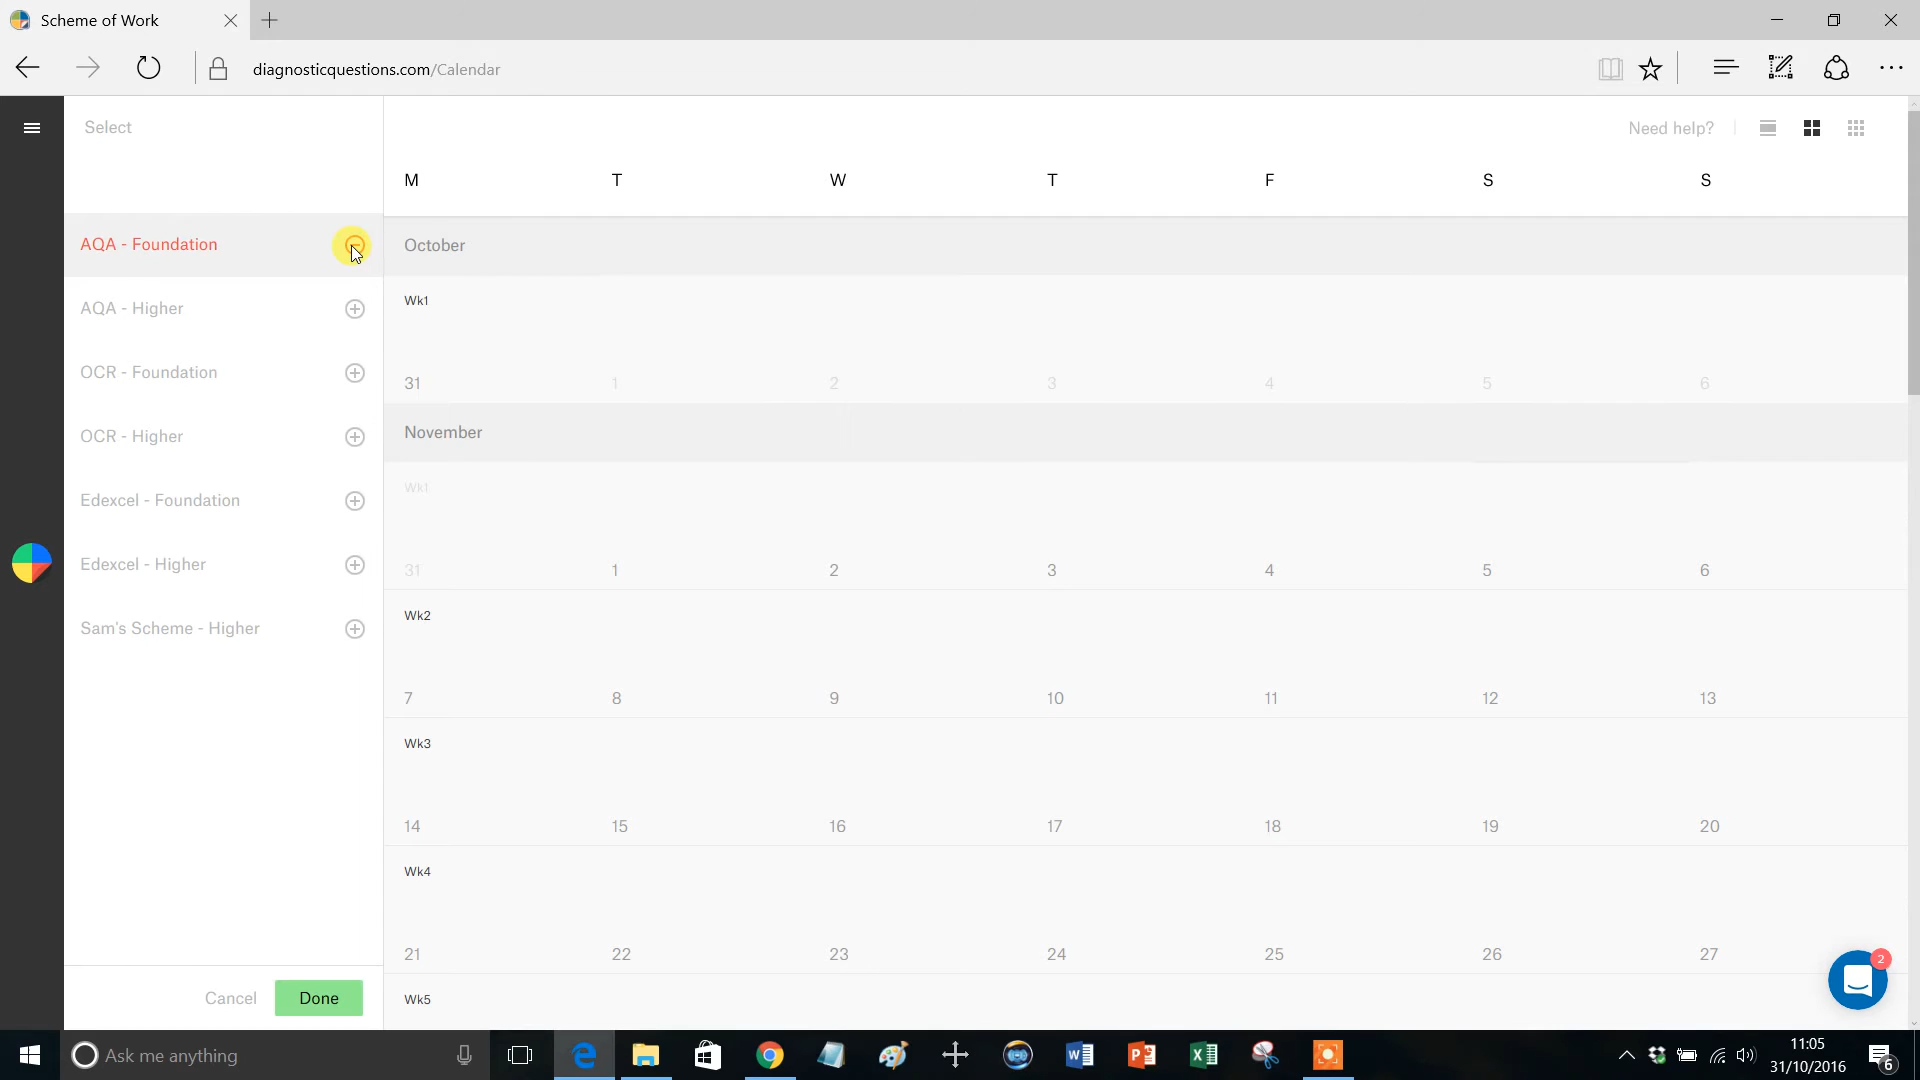 Scheme of Work
diagnosticquestions.com/Calendar
Select
Need help?
M T W T F S S
AQA - Foundation
October
Wk1
AQA - Higher
OCR - Foundation
31 1 2 3 4 5 6
OCR - Higher
November
Wk1
Edexcel - Foundation
Edexcel - Higher
31 1 2 3 4 5 6
Sam's Scheme - Higher
Wk2
7 8 9 10 11 12 13
Wk3
14 15 16 17 18 19 20
Wk4
21 22 23 24 25 26 27
2
Cancel Done
Wk5
Ask me anything
11:05
31/10/2016
6